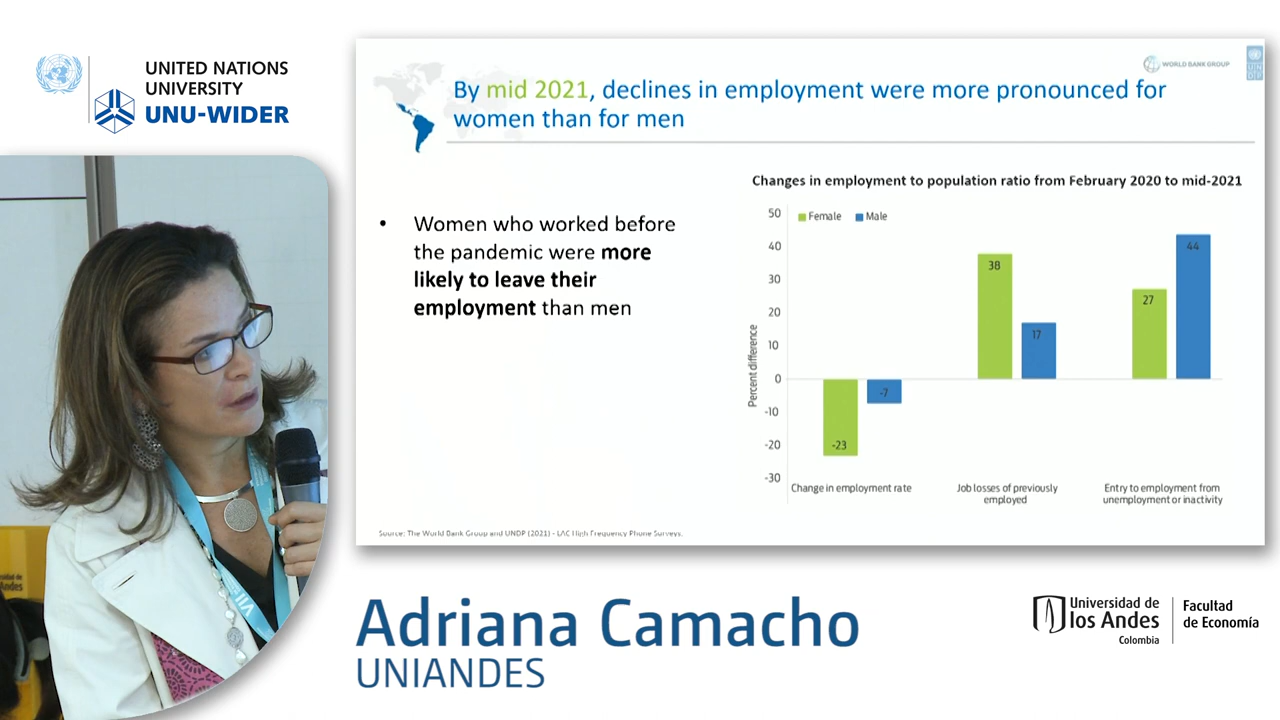 UNITED NATIONS
UNIVERSITY
UNU-WIDER
WORLD BANK GROUP
U N
D P
By mid 2021, declines in employment were more pronounced for
women than for men
• Women who worked before
the pandemic were more
likely to leave their
employment than men
Changes in employment to population ratio from February 2020 to mid-2021
Female Male
Percent difference
50
40
30
20
10
0
-10
-20
-30
-23
-7
38
17
27
44
Change in employment rate
Job losses of previously
employed
Entry to employment from
unemployment or inactivity
Source: The World Bank Group and UNDP (2021) - LAC High Frequency Phone Surveys.
Adriana Camacho
UNIANDES
Universidad de
los Andes
Colombia
Facultad
de Economía